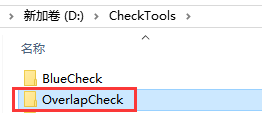 新加卷 (D:) > CheckTools
名称
BlueCheck
OverlapCheck